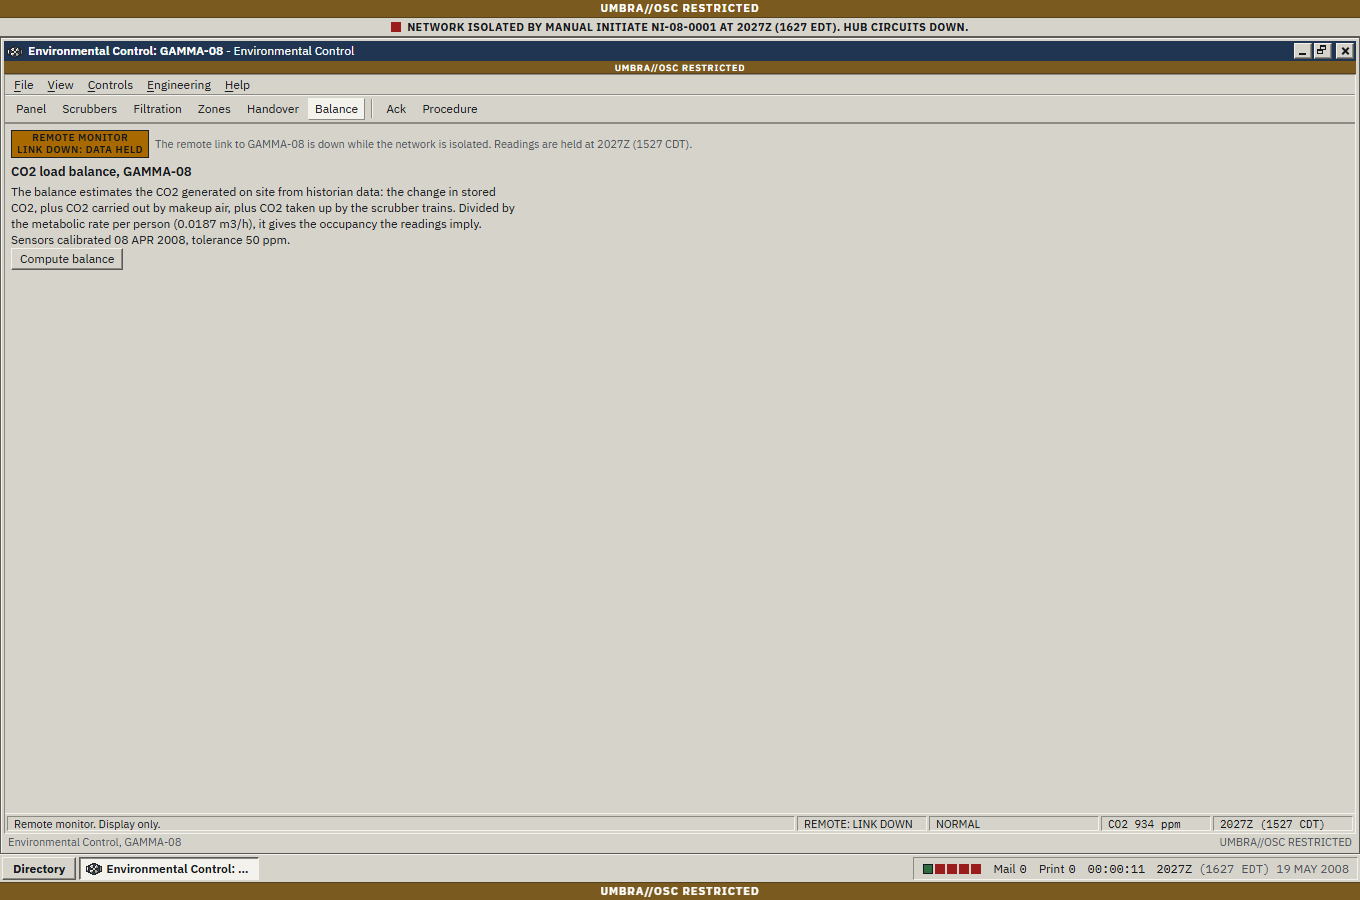 UMBRA//OSC RESTRICTED
NETWORK ISOLATED BY MANUAL INITIATE NI-08-0001 AT 2027Z (1627 EDT). HUB CIRCUITS DOWN.
Environmental Control: GAMMA-08 - Environmental Control
UMBRA//OSC RESTRICTED
File View Controls Engineering Help
Panel Scrubbers Filtration Zones Handover Balance Ack Procedure
REMOTE MONITOR
LINK DOWN: DATA HELD
The remote link to GAMMA-08 is down while the network is isolated. Readings are held at 2027Z (1527 CDT).
CO2 load balance, GAMMA-08
The balance estimates the CO2 generated on site from historian data: the change in stored
CO2, plus CO2 carried out by makeup air, plus CO2 taken up by the scrubber trains. Divided by
the metabolic rate per person (0.0187 m3/h), it gives the occupancy the readings imply.
Sensors calibrated 08 APR 2008, tolerance 50 ppm.
Compute balance
Remote monitor. Display only. REMOTE: LINK DOWN NORMAL CO2 934 ppm 2027Z (1527 CDT)
Environmental Control, GAMMA-08 UMBRA//OSC RESTRICTED
Directory Environmental Control: ... Mail 0 Print 0 00:00:11 2027Z (1627 EDT) 19 MAY 2008
UMBRA//OSC RESTRICTED